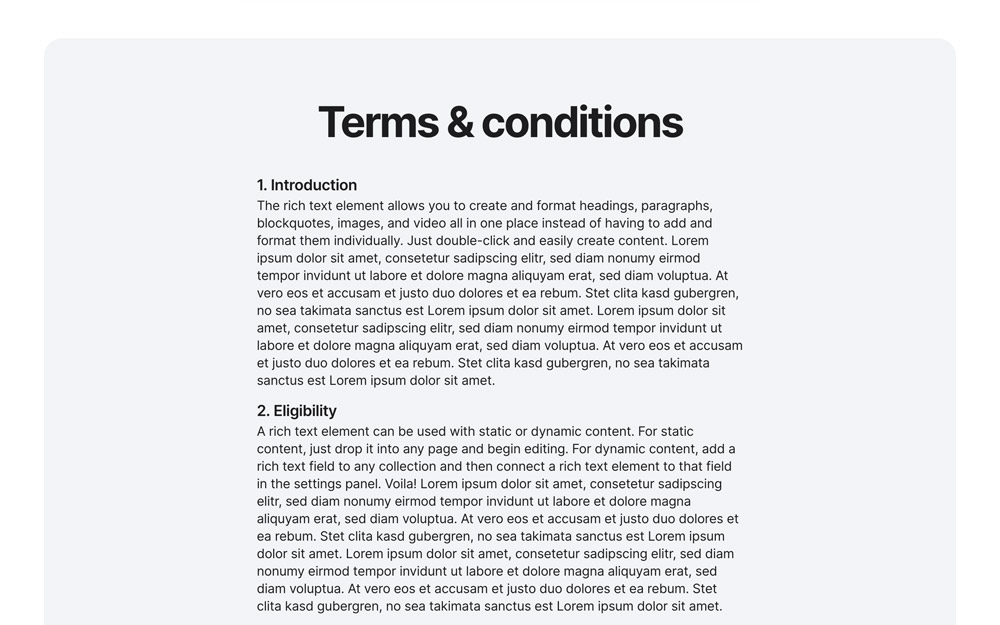 Terms & conditions
1. Introduction
The rich text element allows you to create and format headings, paragraphs,
blockquotes, images, and video all in one place instead of having to add and
format them individually. Just double-click and easily create content. Lorem
ipsum dolor sit amet, consetetur sadipscing elitr, sed diam nonumy eirmod
tempor invidunt ut labore et dolore magna aliquyam erat, sed diam voluptua. At
vero eos et accusam et justo duo dolores et ea rebum. Stet clita kasd gubergren,
no sea takimata sanctus est Lorem ipsum dolor sit amet. Lorem ipsum dolor sit
amet, consetetur sadipscing elitr, sed diam nonumy eirmod tempor invidunt ut
labore et dolore magna aliquyam erat, sed diam voluptua. At vero eos et accusam
et justo duo dolores et ea rebum. Stet clita kasd gubergren, no sea takimata
sanctus est Lorem ipsum dolor sit amet.
2. Eligibility
A rich text element can be used with static or dynamic content. For static
content, just drop it into any page and begin editing. For dynamic content, add a
rich text field to any collection and then connect a rich text element to that field
in the settings panel. Voila! Lorem ipsum dolor sit amet, consetetur sadipscing
elitr, sed diam nonumy eirmod tempor invidunt ut labore et dolore magna
aliquyam erat, sed diam voluptua. At vero eos et accusam et justo duo dolores et
ea rebum. Stet clita kasd gubergren, no sea takimata sanctus est Lorem ipsum
dolor sit amet. Lorem ipsum dolor sit amet, consetetur sadipscing elitr, sed diam
nonumy eirmod tempor invidunt ut labore et dolore magna aliquyam erat, sed
diam voluptua. At vero eos et accusam et justo duo dolores et ea rebum. Stet
clita kasd gubergren, no sea takimata sanctus est Lorem ipsum dolor sit amet.